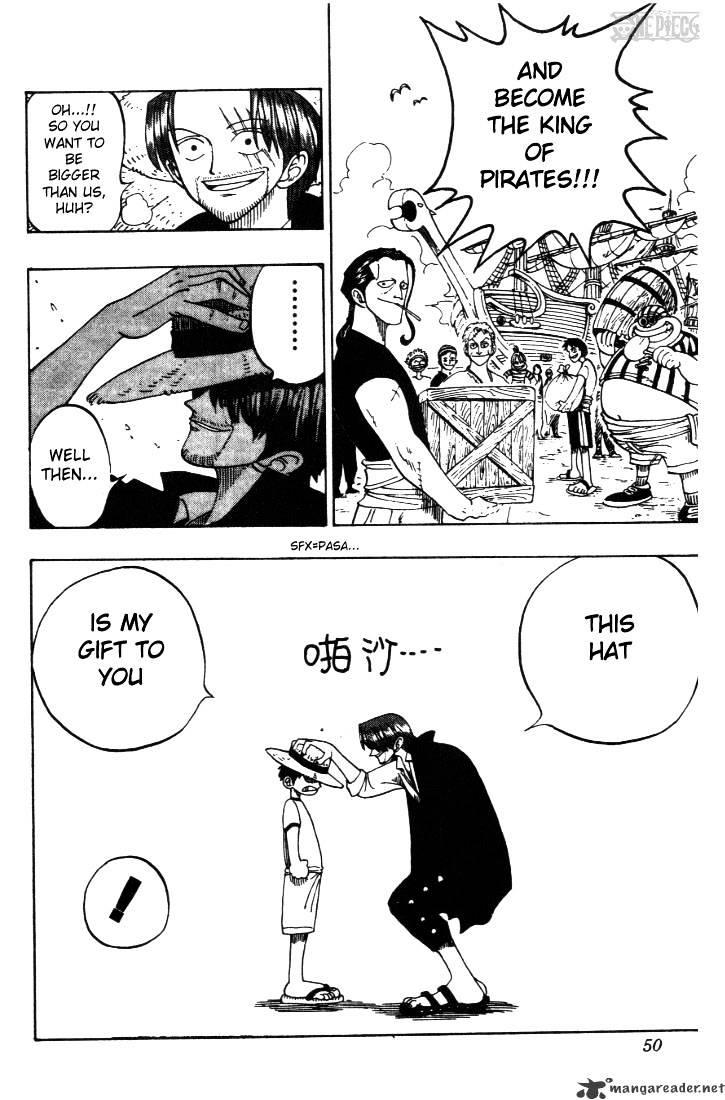 ONE PIECE
AND
BECOME
THE KING
OF
PIRATES!!!
OH...!!
SO YOU
WANT TO
BE
BIGGER
THAN US,
HUH?
........
WELL
THEN...
SFX=PASA...
THIS
HAT
啪沙....
IS MY
GIFT TO
YOU
!
50
mangareader.net